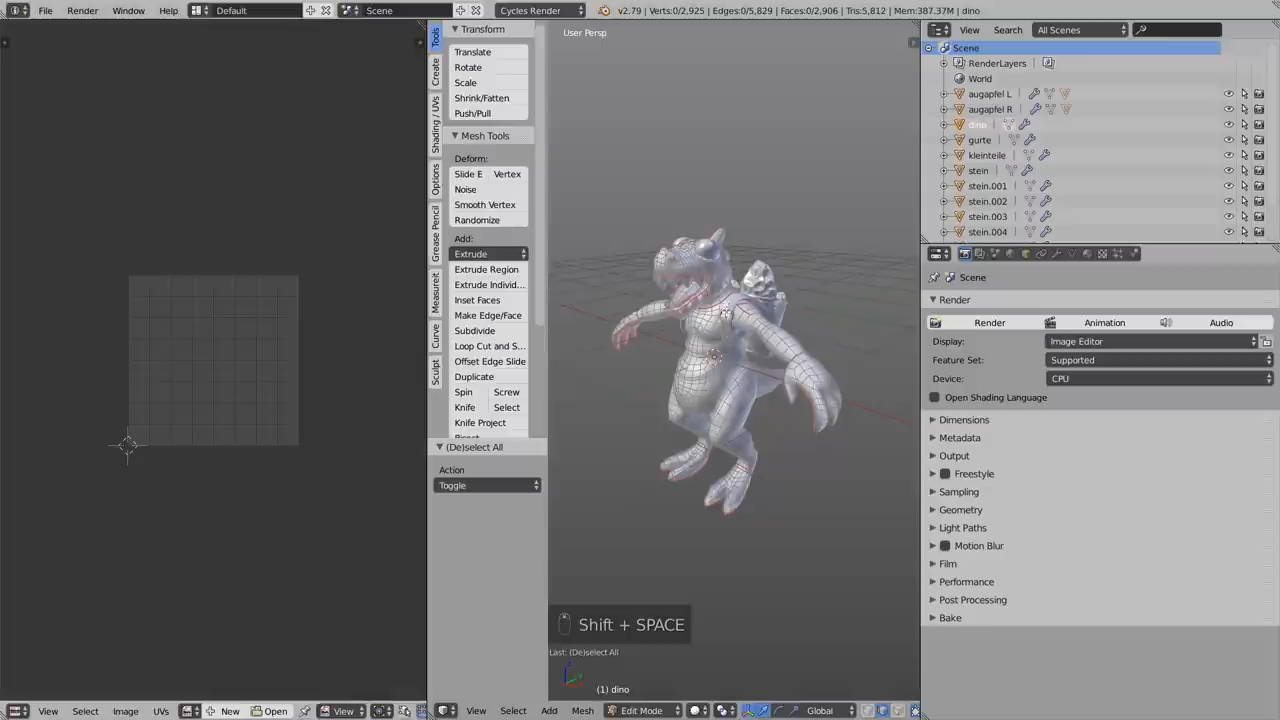 File Render Window Help Default Scene Cycles Render v2.79 | Verts:0/2,925 | Edges:0/5,829 | Faces:0/2,906 | Tris:5,812 | Mem:387.37M | dino
Tools
Create
Shading / UVs
Options
Grease Pencil
Measureit
Curve
Sculpt
Transform
Translate
Rotate
Scale
Shrink/Fatten
Push/Pull
Mesh Tools
Deform:
Slide E Vertex
Noise
Smooth Vertex
Randomize
Add:
Extrude
Extrude Region
Extrude Individ...
Inset Faces
Make Edge/Face
Subdivide
Loop Cut and S...
Offset Edge Slide
Duplicate
Spin Screw
Knife Select
Knife Project
(De)select All
Action
Toggle
User Persp
Shift + SPACE
Last: (De)select All
(1) dino
View Search All Scenes
Scene
RenderLayers
World
augapfel L
augapfel R
dino
gurte
kleinteile
stein
stein.001
stein.002
stein.003
stein.004
Scene
Render
Render Animation Audio
Display: Image Editor
Feature Set: Supported
Device: CPU
Open Shading Language
Dimensions
Metadata
Output
Freestyle
Sampling
Geometry
Light Paths
Motion Blur
Film
Performance
Post Processing
Bake
View Select Image UVs New Open View
View Select Add Mesh Edit Mode Global